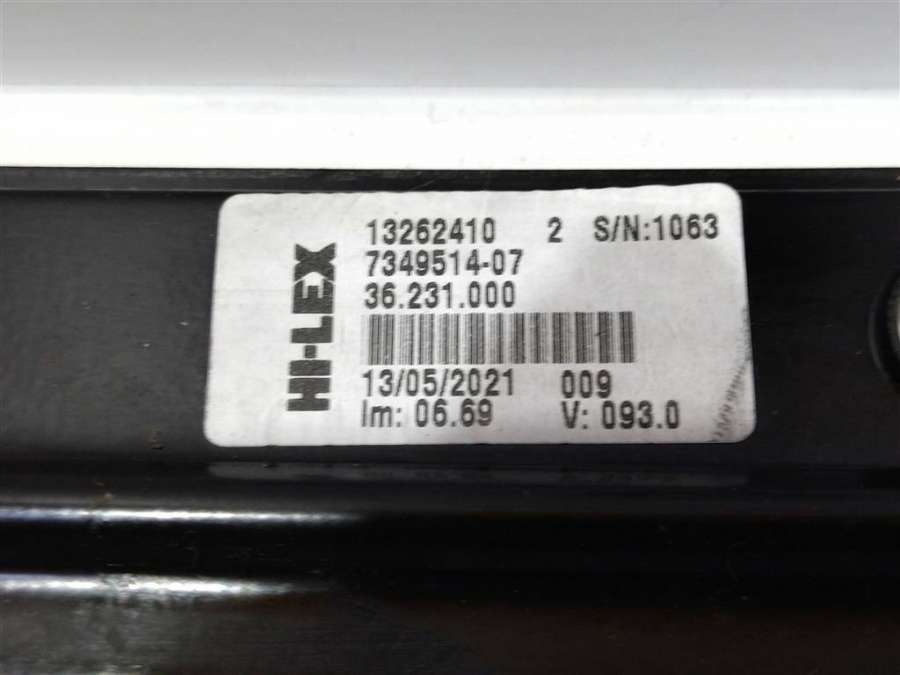 HI-LEX
13262410 2 S/N:1063
7349514-07
36.231.000
13/05/2021 009
Im: 06.69 V: 093.0